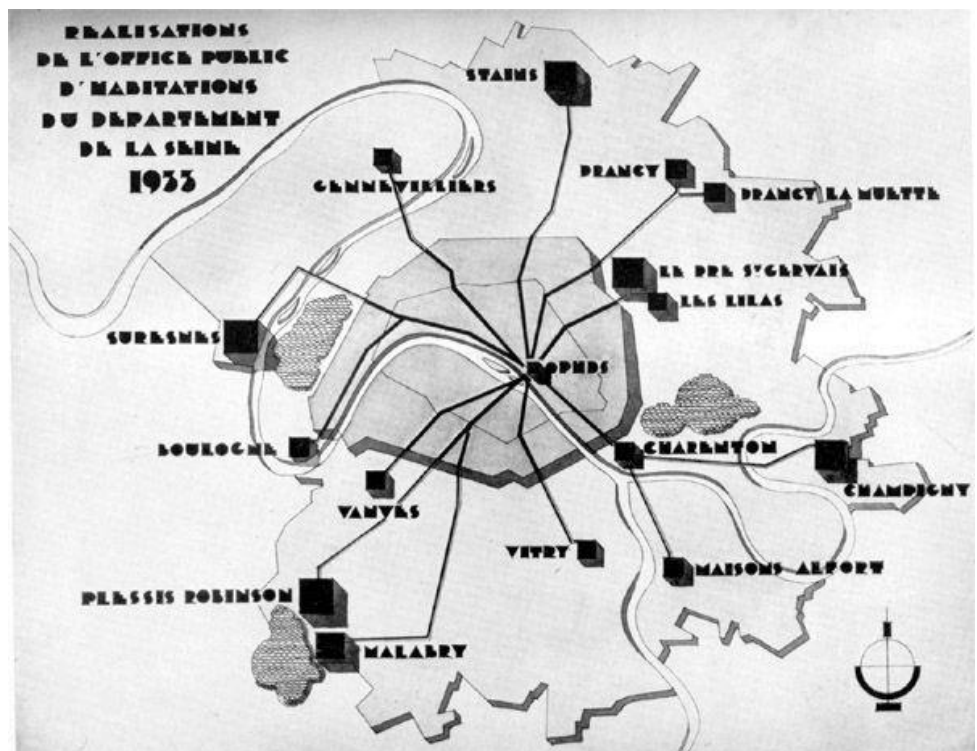 REALISATIONS
DE L'OFFICE PUBLIC
D'HABITATIONS
DU DEPARTEMENT
DE LA SEINE
1933
STAINS
GENNEVILLIERS
DRANCY
DRANCY LA MUETTE
LE PRE ST GERVAIS
LES LILAS
SURESNES
OPHDS
BOULOGNE
CHARENTON
CHAMPIGNY
VANVES
VITRY
MAISONS ALFORT
PLESSIS ROBINSON
MALABRY